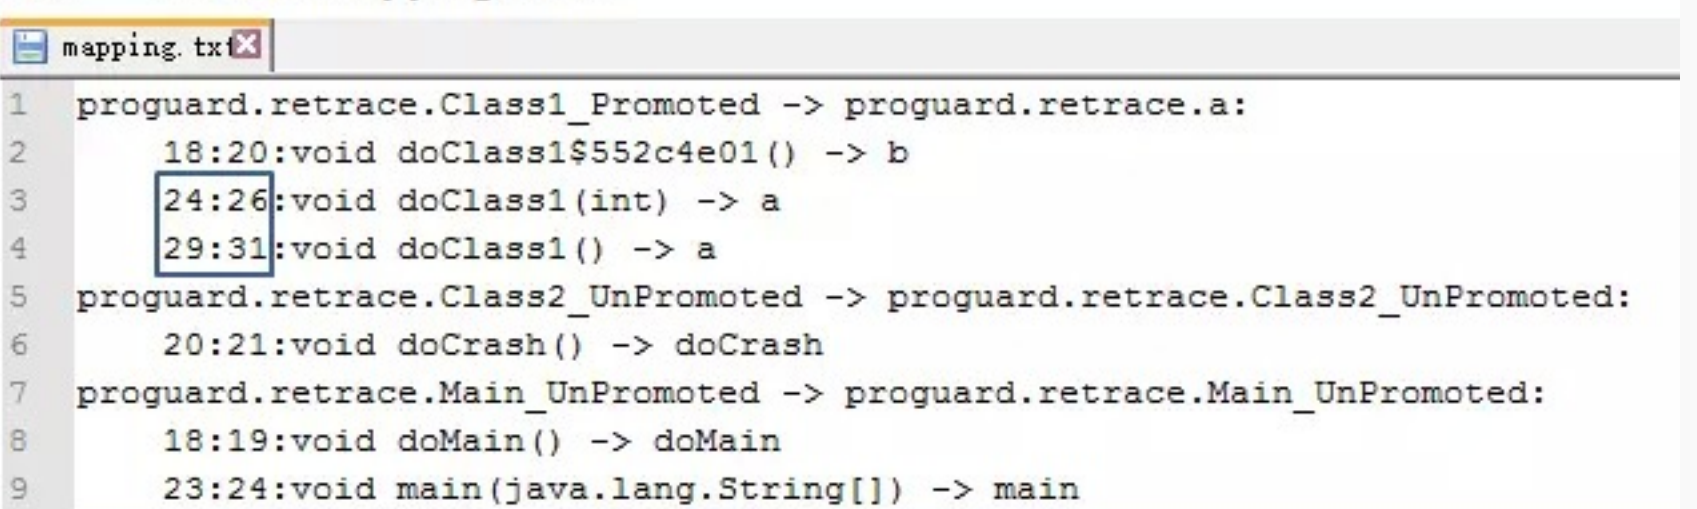 mapping.txt
1 proguard.retrace.Class1_Promoted -> proguard.retrace.a:
2 18:20:void doClass1$552c4e01() -> b
3 24:26:void doClass1(int) -> a
4 29:31:void doClass1() -> a
5 proguard.retrace.Class2_UnPromoted -> proguard.retrace.Class2_UnPromoted:
6 20:21:void doCrash() -> doCrash
7 proguard.retrace.Main_UnPromoted -> proguard.retrace.Main_UnPromoted:
8 18:19:void doMain() -> doMain
9 23:24:void main(java.lang.String[]) -> main